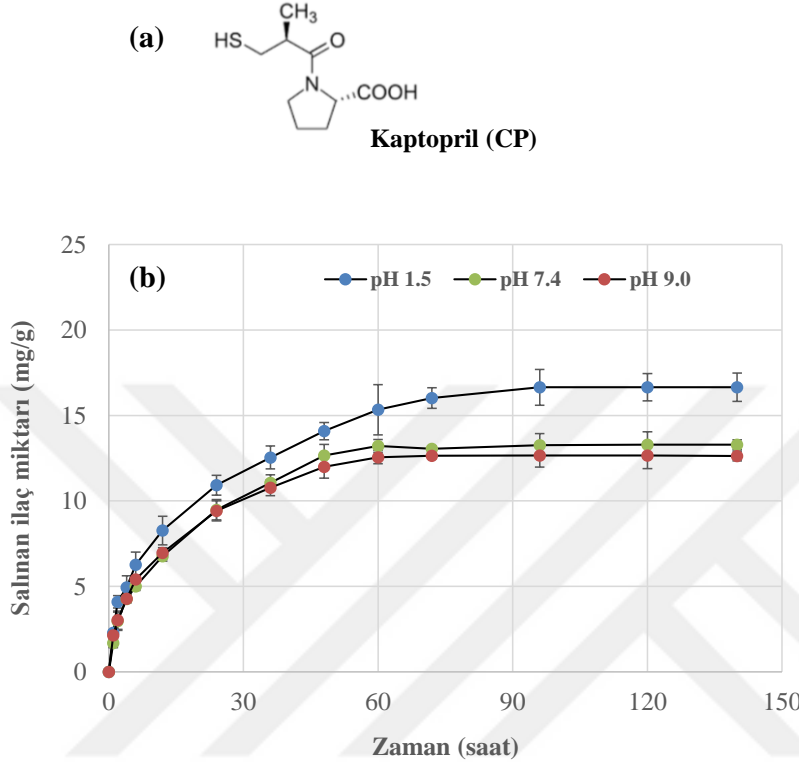 (a)
CH3
HS
O
N
COOH
Kaptopril (CP)
(b)
pH 1.5 pH 7.4 pH 9.0
Salınan ilaç miktarı (mg/g)
25
20
15
10
5
0
0 30 60 90 120 150
Zaman (saat)